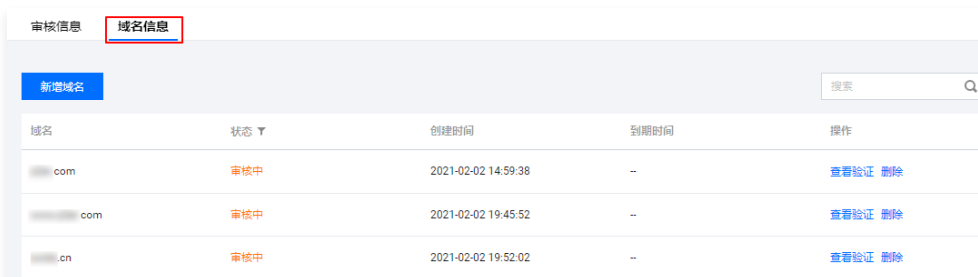 审核信息 域名信息
新增域名 搜索
域名 状态 创建时间 到期时间 操作
com 审核中 2021-02-02 14:59:38 -- 查看验证 删除
com 审核中 2021-02-02 19:45:52 -- 查看验证 删除
.cn 审核中 2021-02-02 19:52:02 -- 查看验证 删除